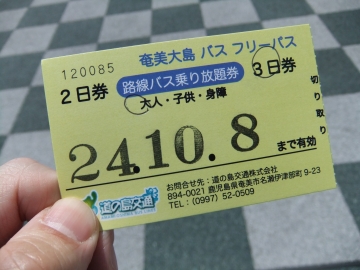 奄美大島 バス フリーパス
120085
2日券 路線バス乗り放題券 3日券
大人・子供・身障
切り取り
24.10.8 まで有効
道の島交通
お問合せ先：道の島交通株式会社
894-0021 鹿児島県奄美市名瀬伊津部町9-23
TEL：(0997) 52-0509